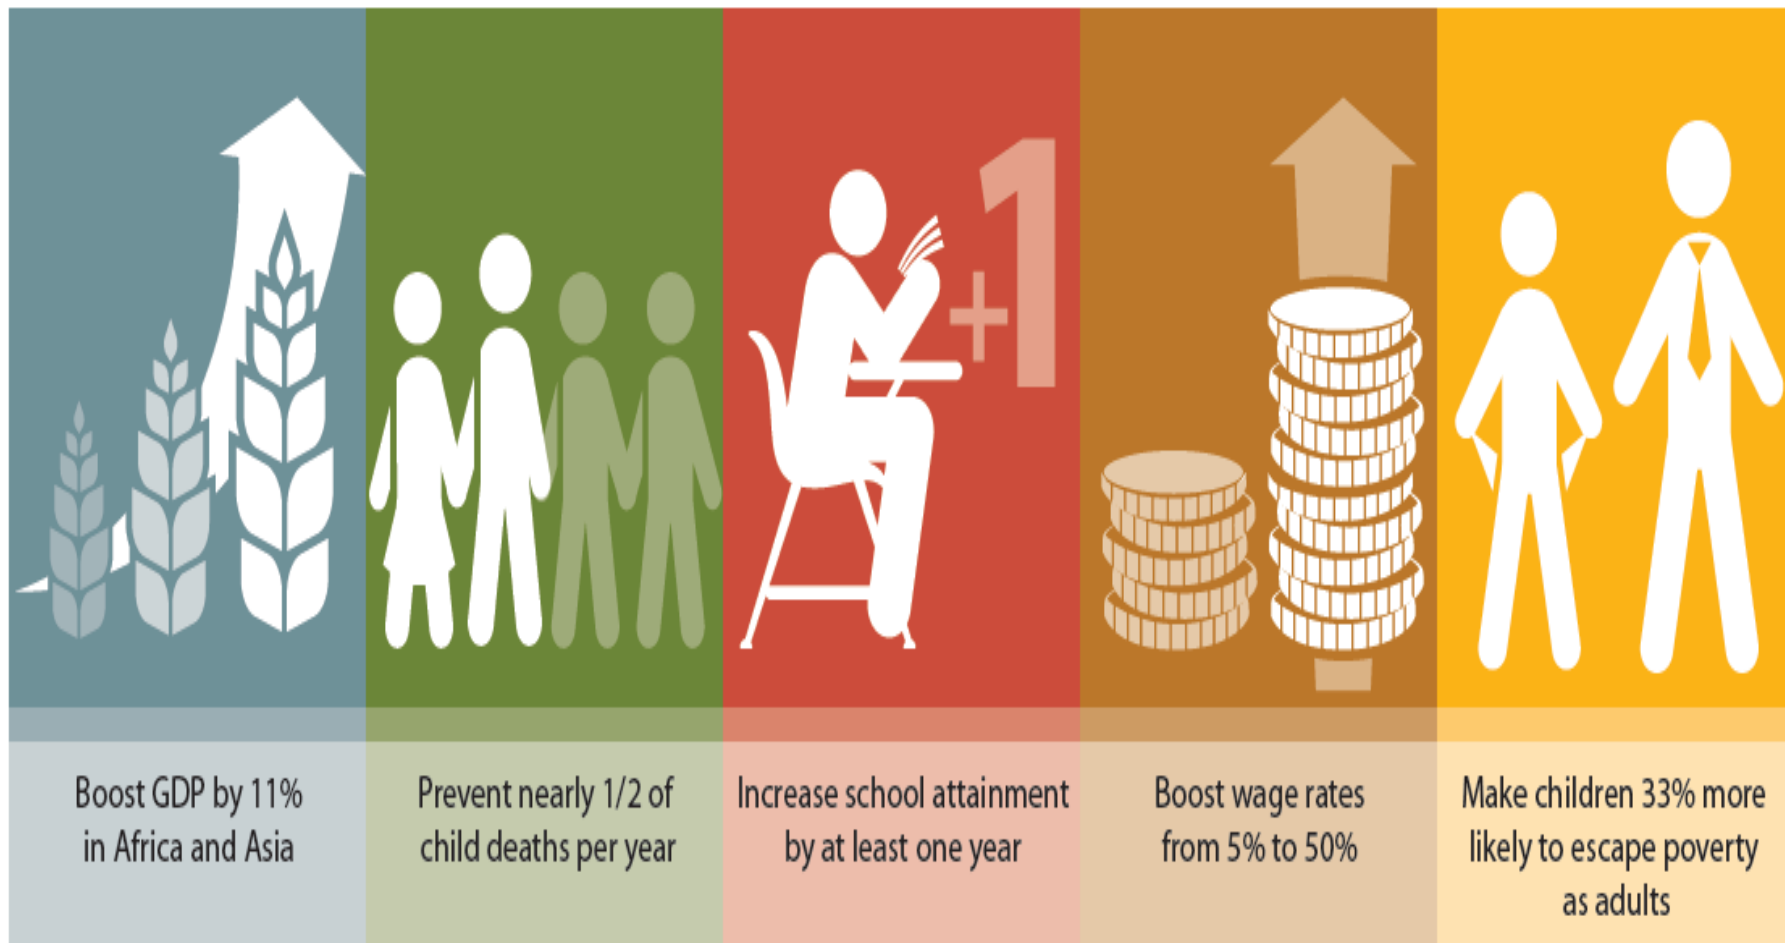 +1
Boost GDP by 11%
in Africa and Asia
Prevent nearly 1/2 of
child deaths per year
Increase school attainment
by at least one year
Boost wage rates
from 5% to 50%
Make children 33% more
likely to escape poverty
as adults